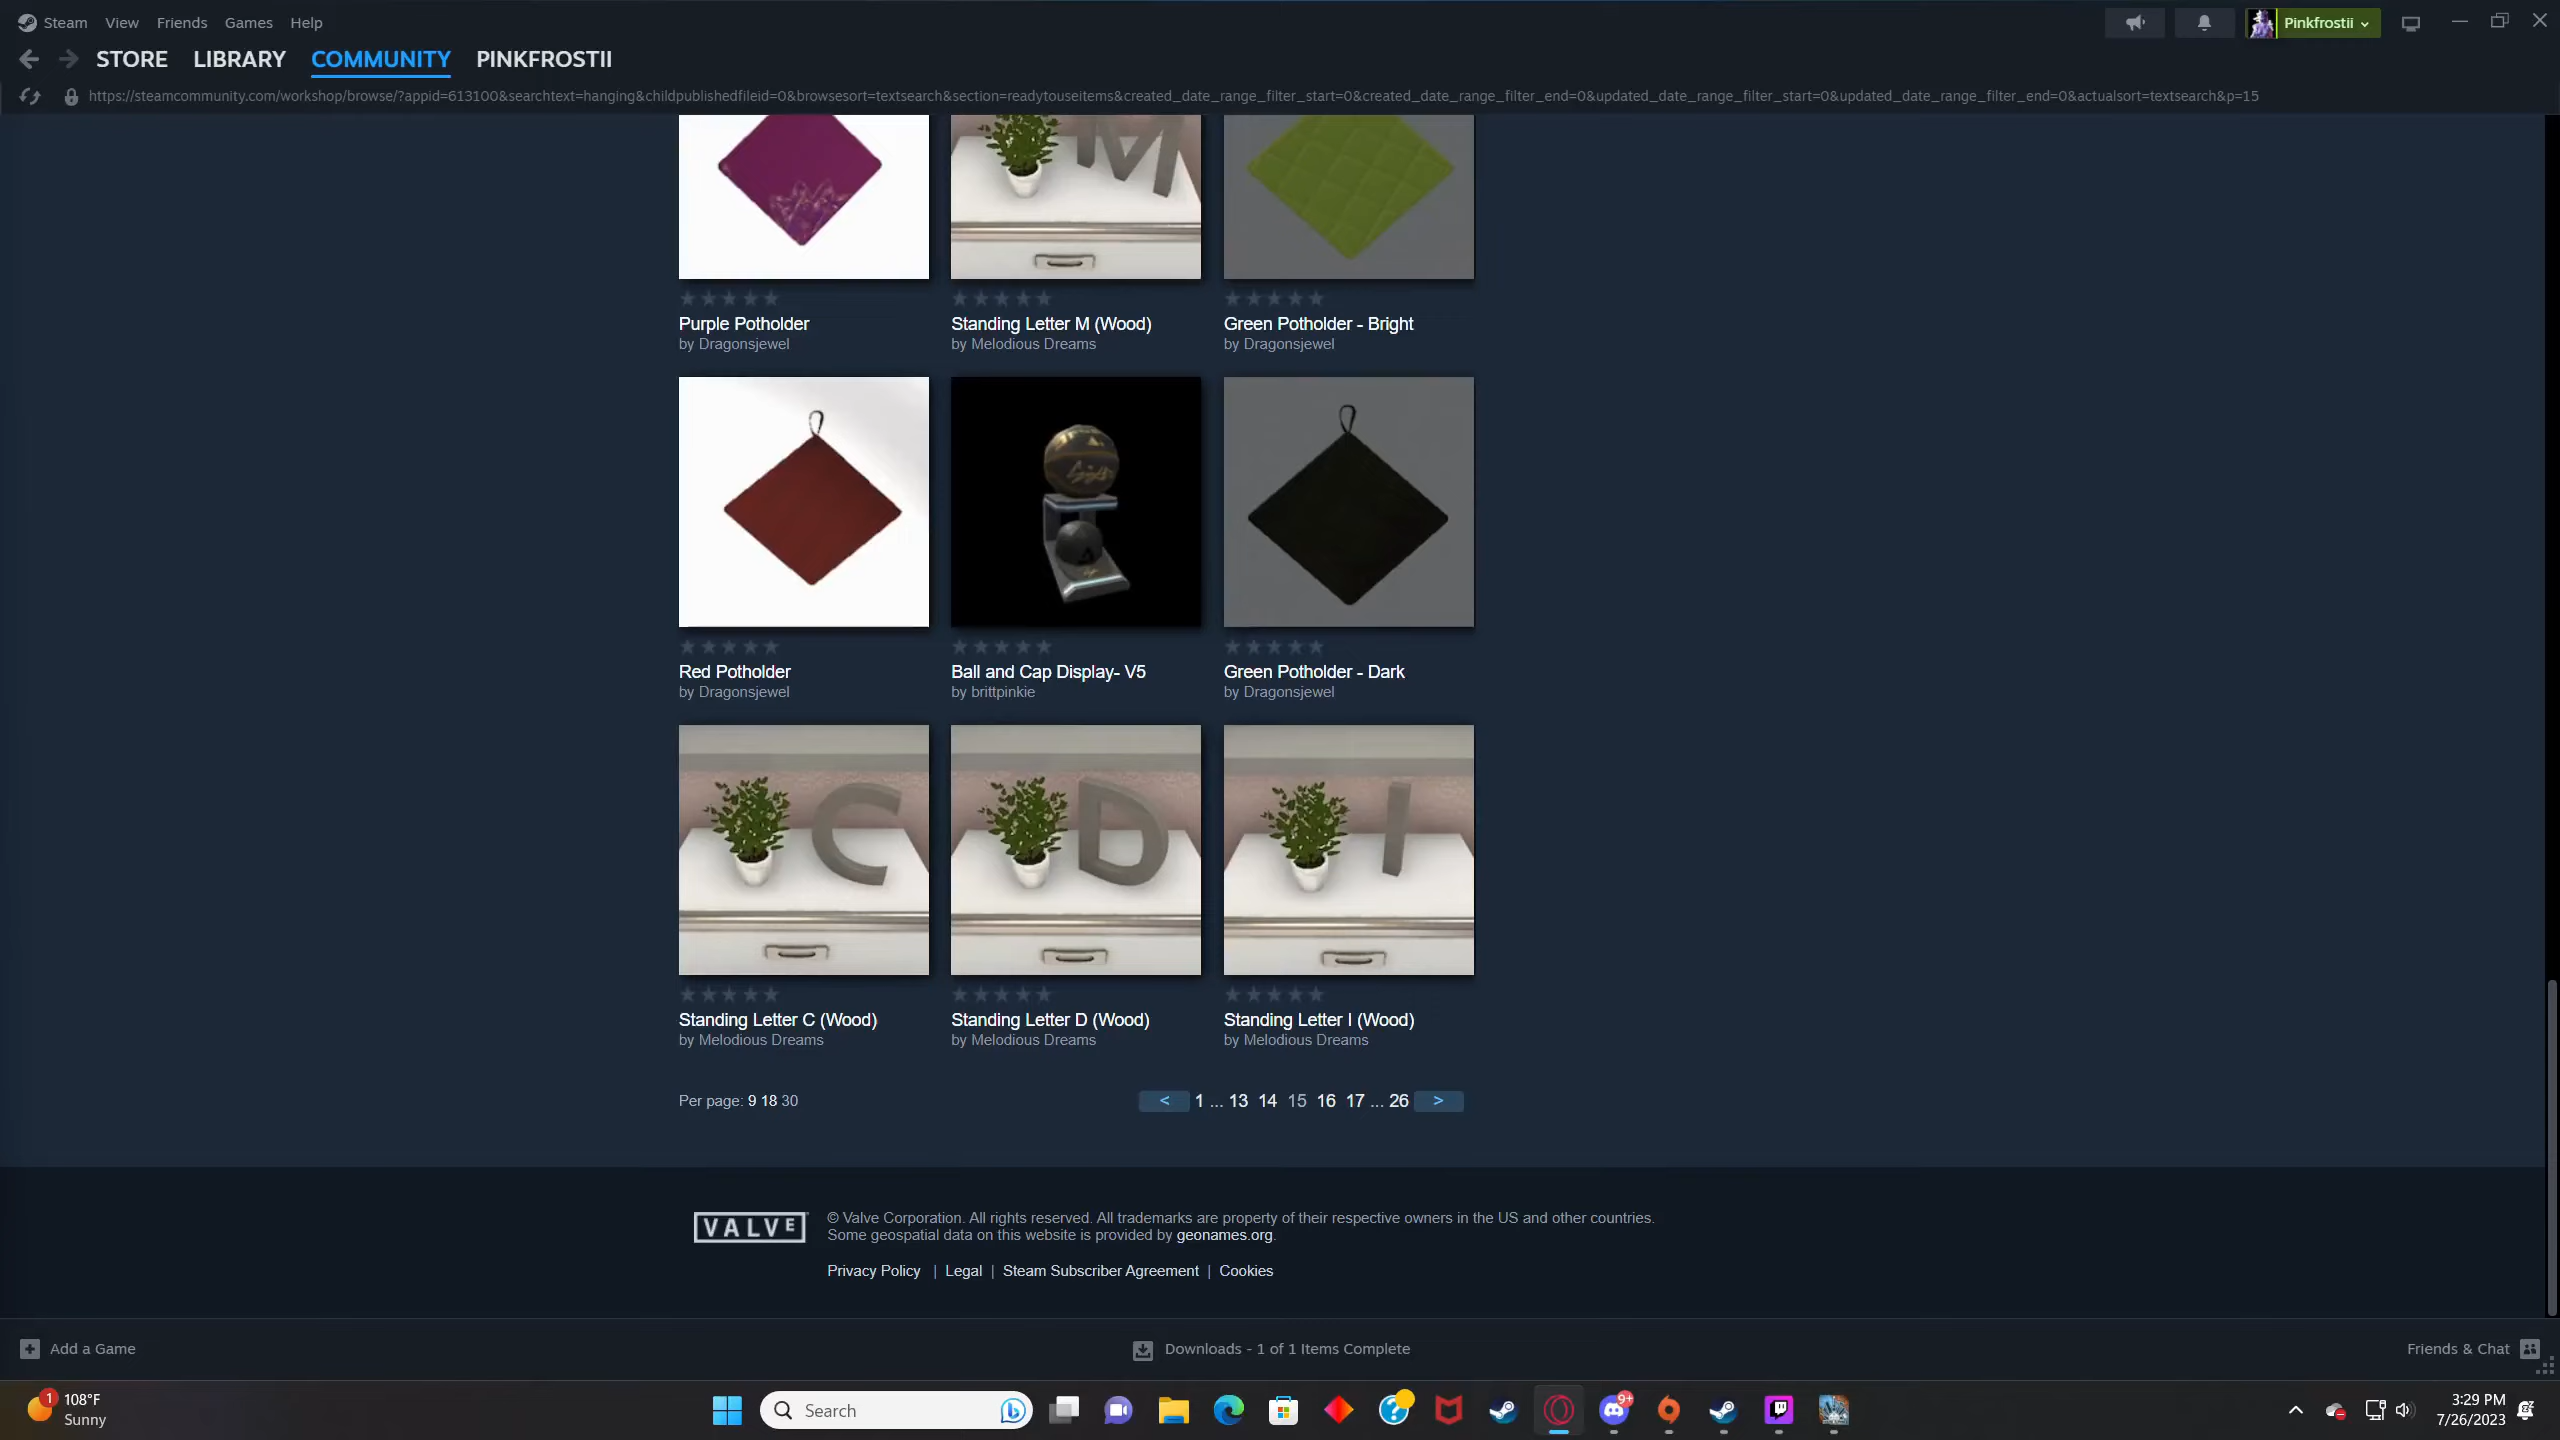 Steam View Friends Games Help
Pinkfrostii
STORE LIBRARY COMMUNITY PINKFROSTII
https://steamcommunity.com/workshop/browse/?appid=613100&searchtext=hanging&childpublishedfileid=0&browsesort=textsearch&section=readytouseitems&created_date_range_filter_start=0&created_date_range_filter_end=0&updated_date_range_filter_start=0&updated_date_range_filter_end=0&actualsort=textsearch&p=15
M
Purple Potholder
by Dragonsjewel
Standing Letter M (Wood)
by Melodious Dreams
Green Potholder - Bright
by Dragonsjewel
Red Potholder
by Dragonsjewel
Ball and Cap Display- V5
by brittpinkie
Green Potholder - Dark
by Dragonsjewel
C
D
I
Standing Letter C (Wood)
by Melodious Dreams
Standing Letter D (Wood)
by Melodious Dreams
Standing Letter I (Wood)
by Melodious Dreams
Per page: 9 18 30
< 1 ... 13 14 15 16 17 ... 26 >
VALVE
© Valve Corporation. All rights reserved. All trademarks are property of their respective owners in the US and other countries.
Some geospatial data on this website is provided by geonames.org.
Privacy Policy | Legal | Steam Subscriber Agreement | Cookies
Add a Game
Downloads - 1 of 1 Items Complete
Friends & Chat
1
108°F
Sunny
Search
9+
3:29 PM
7/26/2023